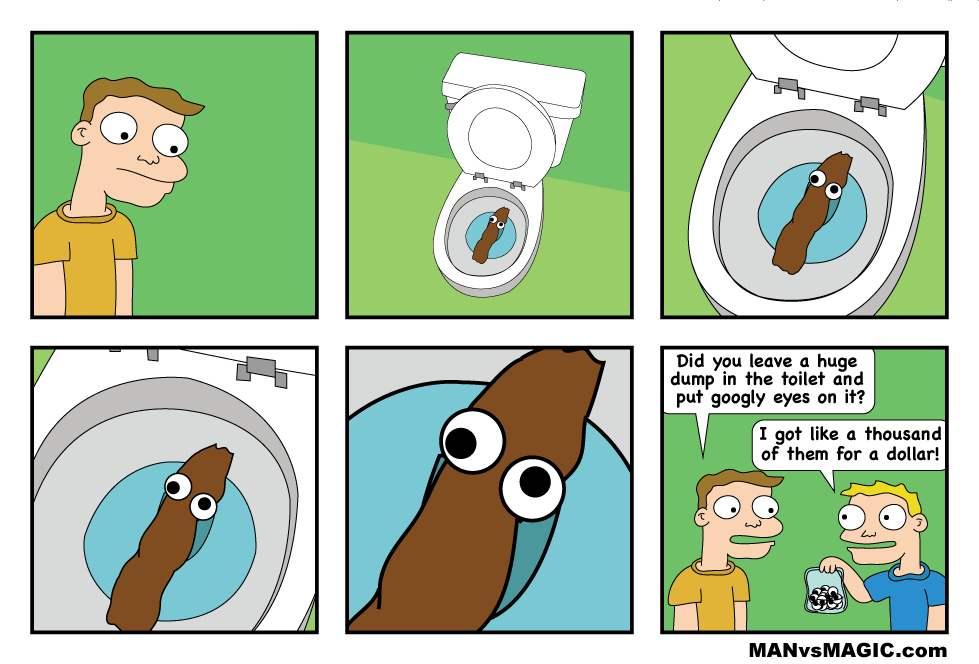 Did you leave a huge
dump in the toilet and
put googly eyes on it?
I got like a thousand
of them for a dollar!
MANvsMAGIC.com